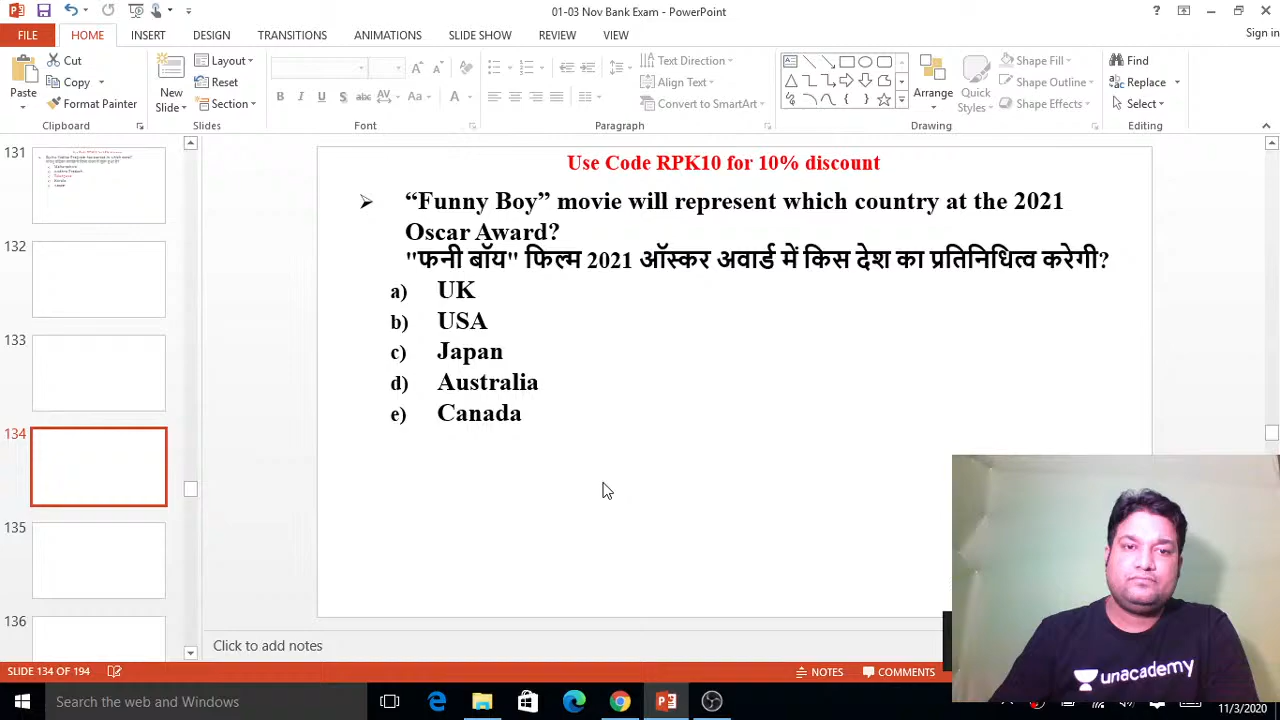 01-03 Nov Bank Exam - PowerPoint
Sign in
FILE HOME INSERT DESIGN TRANSITIONS ANIMATIONS SLIDE SHOW REVIEW VIEW
Paste
Cut
Copy
Format Painter
Clipboard
New Slide
Layout
Reset
Section
Slides
Font
Text Direction
Align Text
Convert to SmartArt
Paragraph
Arrange
Quick Styles
Shape Fill
Shape Outline
Shape Effects
Drawing
Find
Replace
Select
Editing
131
132
133
134
135
136
Use Code RPK10 for 10% discount
“Funny Boy” movie will represent which country at the 2021
Oscar Award?
"फनी बॉय" फिल्म 2021 ऑस्कर अवार्ड में किस देश का प्रतिनिधित्व करेगी?
a) UK
b) USA
c) Japan
d) Australia
e) Canada
Click to add notes
unacademy
SLIDE 134 OF 194
NOTES COMMENTS
Search the web and Windows
11/3/2020